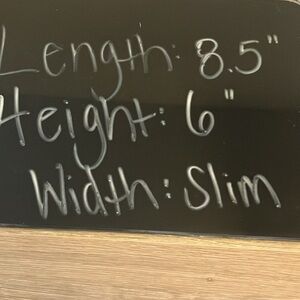 Length: 8.5"
Height: 6"
Width: Slim